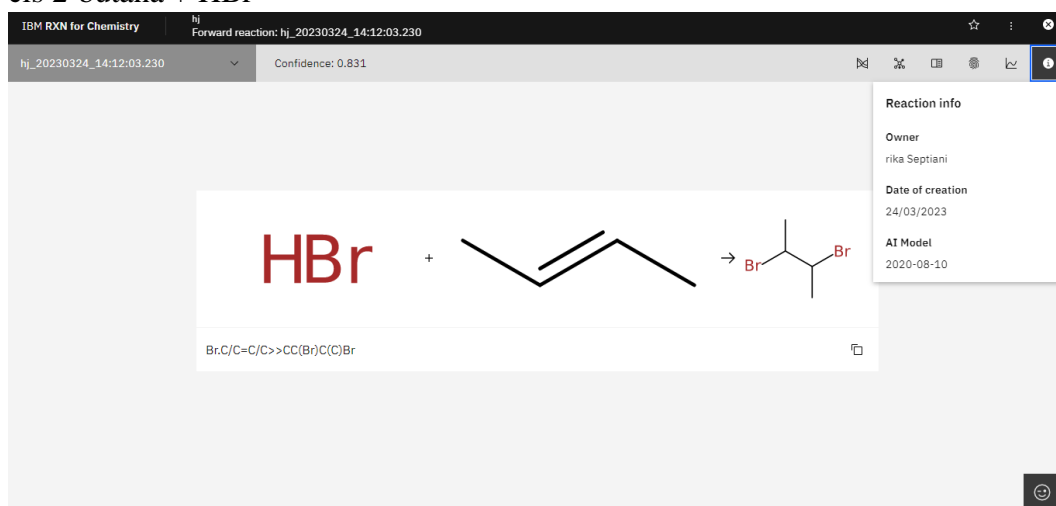 cis-2-butana + HBr
IBM RXN for Chemistry
hj
Forward reaction: hj_20230324_14:12:03.230
hj_20230324_14:12:03.230
Confidence: 0.831
Reaction info
Owner
rika Septiani
Date of creation
24/03/2023
AI Model
2020-08-10
HBr
+
→
Br
Br
Br.C/C=C/C>>CC(Br)C(C)Br